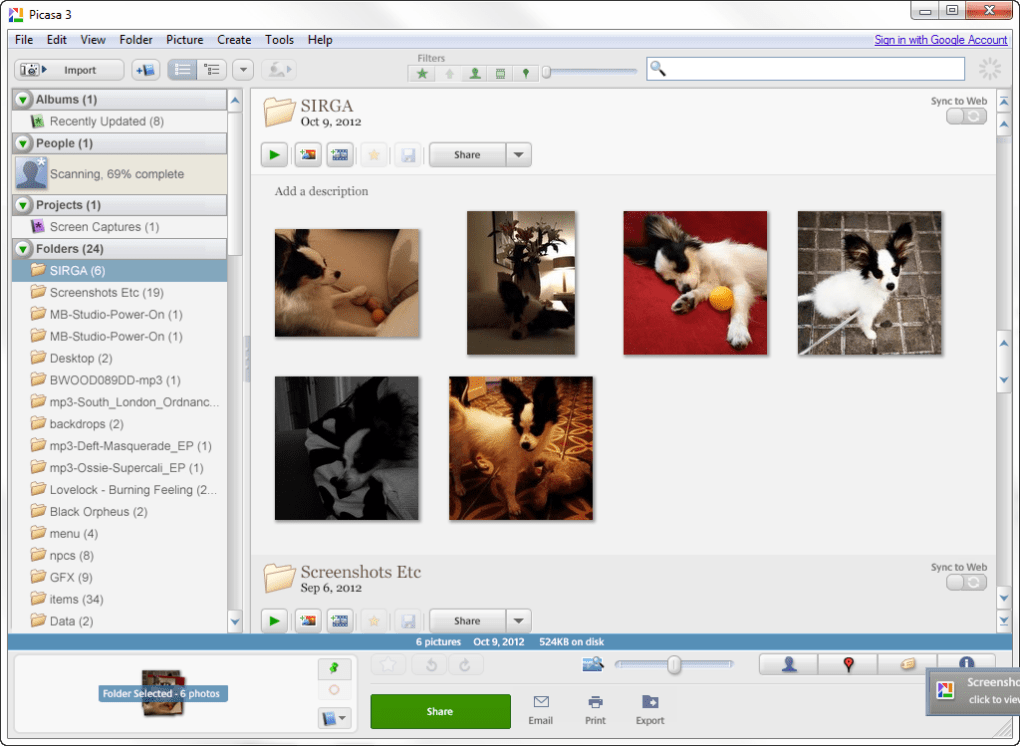 Picasa 3
File Edit View Folder Picture Create Tools Help
Sign in with Google Account
Import
Filters
Albums (1)
Recently Updated (8)
People (1)
Scanning, 69% complete
Projects (1)
Screen Captures (1)
Folders (24)
SIRGA (6)
Screenshots Etc (19)
MB-Studio-Power-On (1)
MB-Studio-Power-On (1)
Desktop (2)
BWOOD089DD-mp3 (1)
mp3-South_London_Ordnanc...
backdrops (2)
mp3-Deft-Masquerade_EP (1)
mp3-Ossie-Supercali_EP (1)
Lovelock - Burning Feeling (2...
Black Orpheus (2)
menu (4)
npcs (8)
GFX (9)
items (34)
Data (2)
SIRGA
Oct 9, 2012
Sync to Web
Share
Add a description
Screenshots Etc
Sep 6, 2012
Sync to Web
Share
6 pictures Oct 9, 2012 524KB on disk
Folder Selected - 6 photos
Share
Email
Print
Export
Screensho
click to vie